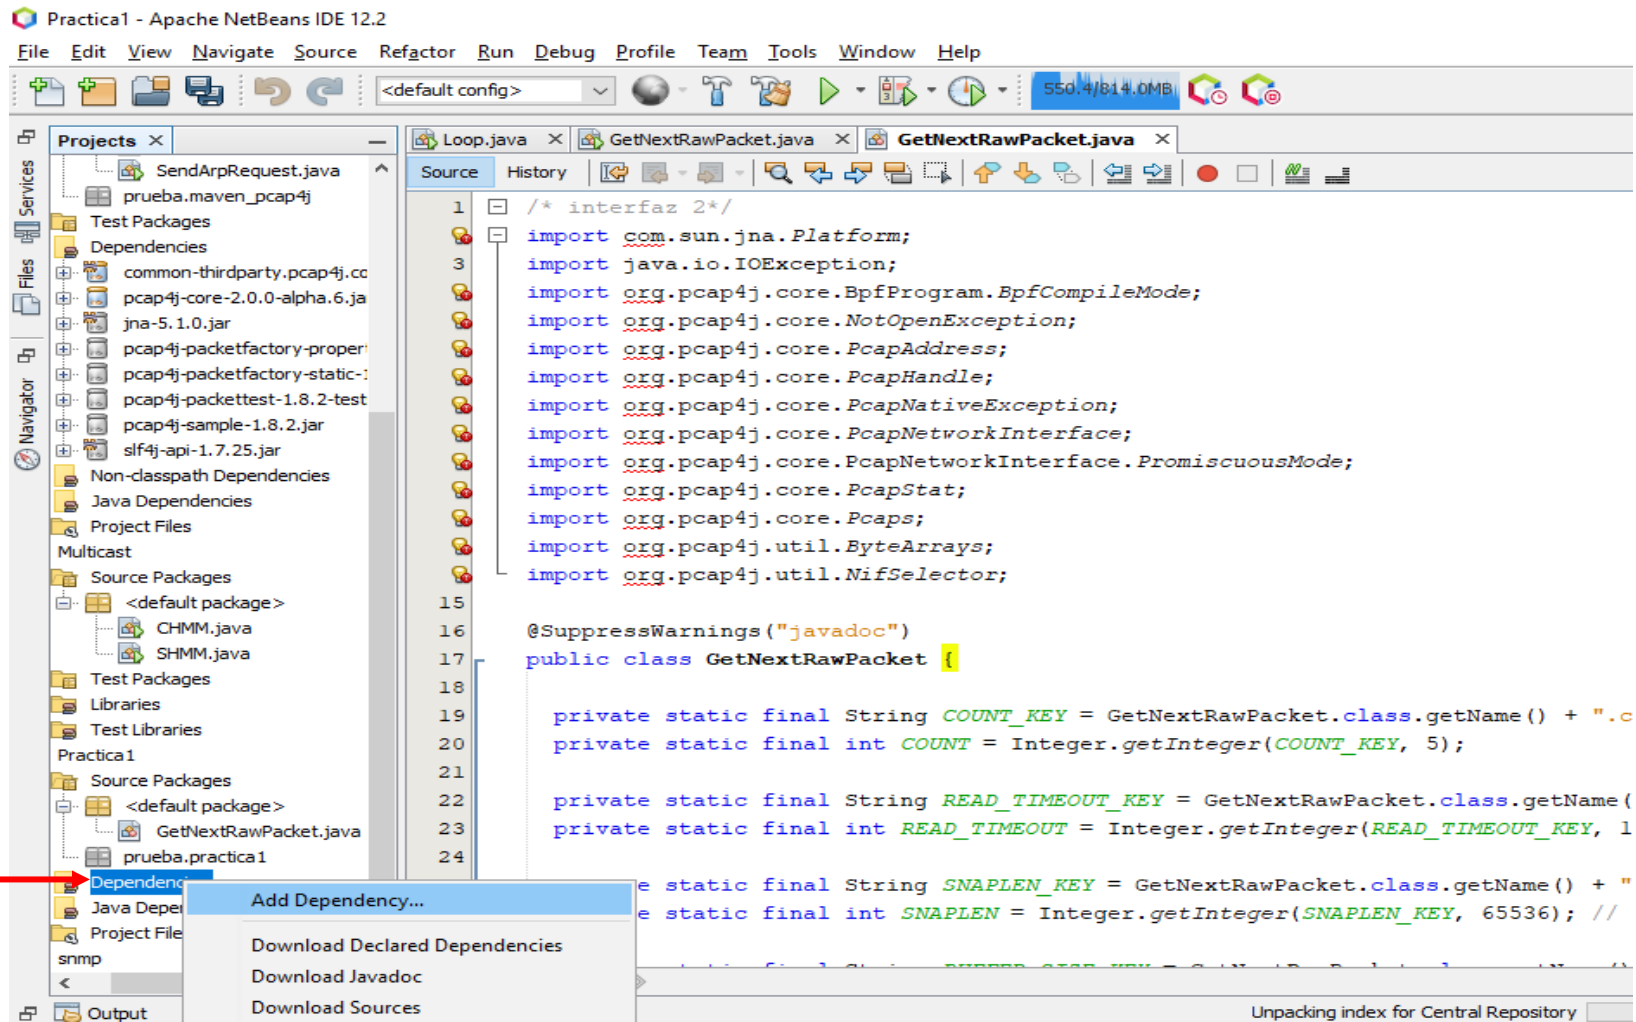 Practica1 - Apache NetBeans IDE 12.2
File Edit View Navigate Source Refactor Run Debug Profile Team Tools Window Help
<default config>
550.4/814.0MB
Projects
Loop.java
GetNextRawPacket.java
GetNextRawPacket.java
Services
Files
Navigator
SendArpRequest.java
prueba.maven_pcap4j
Test Packages
Dependencies
common-thirdparty.pcap4j.co
pcap4j-core-2.0.0-alpha.6.ja
jna-5.1.0.jar
pcap4j-packetfactory-proper
pcap4j-packetfactory-static-1
pcap4j-packettest-1.8.2-test
pcap4j-sample-1.8.2.jar
slf4j-api-1.7.25.jar
Non-classpath Dependencies
Java Dependencies
Project Files
Multicast
Source Packages
<default package>
CHMM.java
SHMM.java
Test Packages
Libraries
Test Libraries
Practica1
Source Packages
<default package>
GetNextRawPacket.java
prueba.practica1
Dependenc
Java Deper
Project File
snmp
Source History
1 /* interfaz 2*/
import com.sun.jna.Platform;
3 import java.io.IOException;
import org.pcap4j.core.BpfProgram.BpfCompileMode;
import org.pcap4j.core.NotOpenException;
import org.pcap4j.core.PcapAddress;
import org.pcap4j.core.PcapHandle;
import org.pcap4j.core.PcapNativeException;
import org.pcap4j.core.PcapNetworkInterface;
import org.pcap4j.core.PcapNetworkInterface.PromiscuousMode;
import org.pcap4j.core.PcapStat;
import org.pcap4j.core.Pcaps;
import org.pcap4j.util.ByteArrays;
import org.pcap4j.util.NifSelector;
15
16 @SuppressWarnings("javadoc")
17 public class GetNextRawPacket {
18
19 private static final String COUNT_KEY = GetNextRawPacket.class.getName() + ".c
20 private static final int COUNT = Integer.getInteger(COUNT_KEY, 5);
21
22 private static final String READ_TIMEOUT_KEY = GetNextRawPacket.class.getName(
23 private static final int READ_TIMEOUT = Integer.getInteger(READ_TIMEOUT_KEY, 1
24
e static final String SNAPLEN_KEY = GetNextRawPacket.class.getName() + "
e static final int SNAPLEN = Integer.getInteger(SNAPLEN_KEY, 65536); //
Add Dependency...
Download Declared Dependencies
Download Javadoc
Download Sources
Output
Unpacking index for Central Repository